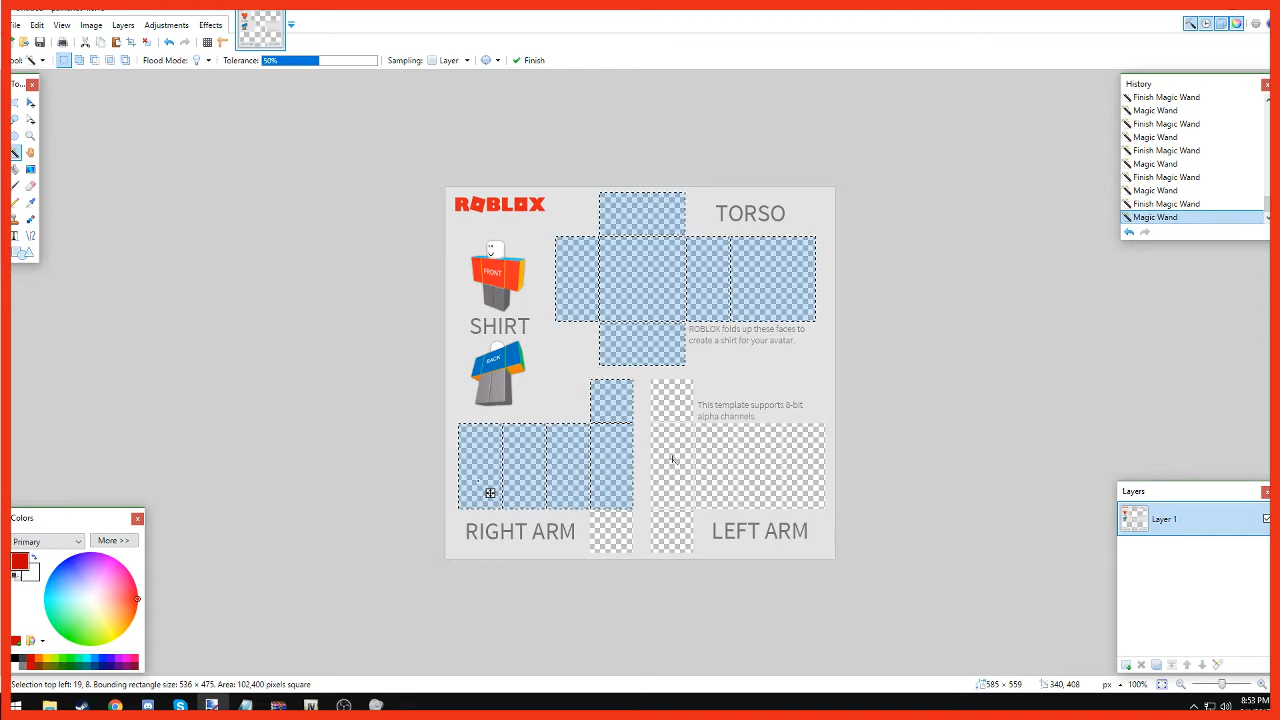 File Edit View Image Layers Adjustments Effects
Flood Mode: Tolerance: 50% Sampling: Layer Finish
History
Finish Magic Wand
Magic Wand
Finish Magic Wand
Magic Wand
Finish Magic Wand
Magic Wand
Finish Magic Wand
Magic Wand
Finish Magic Wand
Magic Wand
ROBLOX
TORSO
FRONT
SHIRT
ROBLOX folds up these faces to
create a shirt for your avatar.
BACK
This template supports 8-bit
alpha channels.
RIGHT ARM
LEFT ARM
Layers
Layer 1
Colors
Primary
More >>
Selection top left: 19, 8. Bounding rectangle size: 536 × 475. Area: 102,400 pixels square
585 × 559
340, 408
px
100%
8:53 PM